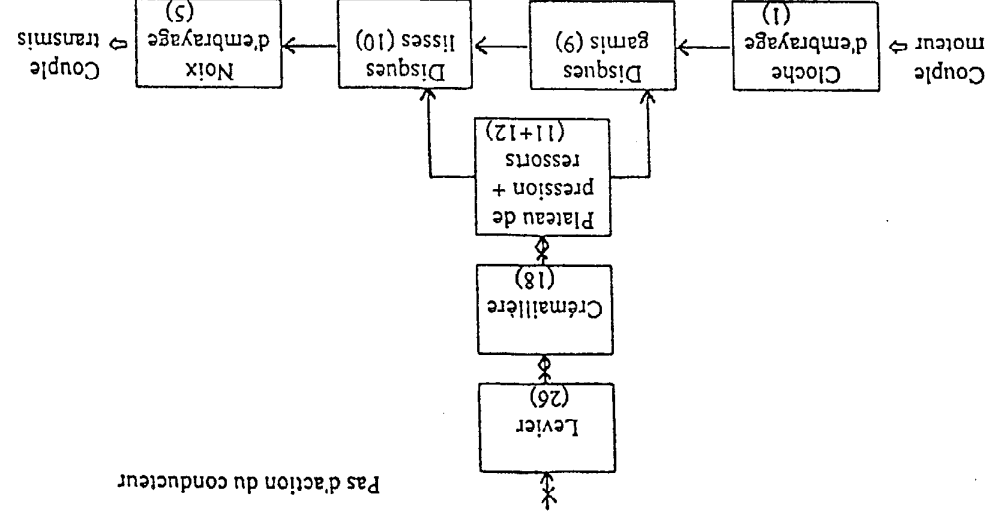 Pas d'action du conducteur
Levier
(26)
Crémaillère
(18)
Plateau de
pression +
ressorts
(11+12)
Couple
moteur ⇨
Cloche
d'embrayage
(1)
Disques
garnis (9)
Disques
lisses (10)
Noix
d'embrayage
(5)
Couple
⇨ transmis